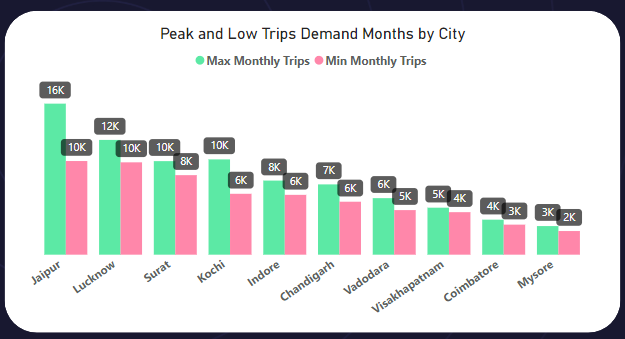 Peak and Low Trips Demand Months by City
Max Monthly Trips Min Monthly Trips
16K 10K 12K 10K 10K 8K 10K 6K 8K 6K 7K 6K 6K 5K 5K 4K 4K 3K 3K 2K
Jaipur Lucknow Surat Kochi Indore Chandigarh Vadodara Visakhapatnam Coimbatore Mysore